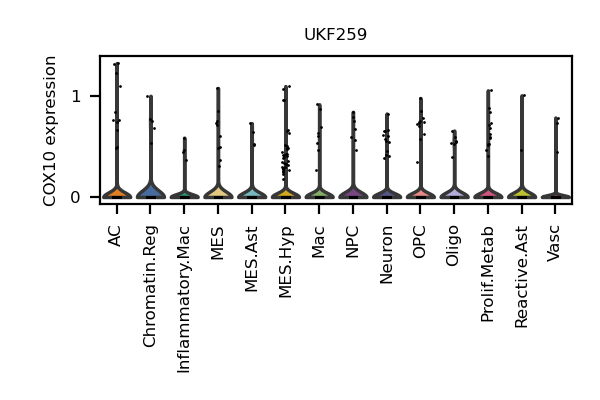 UKF259
COX10 expression
1
0
AC
Chromatin.Reg
Inflammatory.Mac
MES
MES.Ast
MES.Hyp
Mac
NPC
Neuron
OPC
Oligo
Prolif.Metab
Reactive.Ast
Vasc